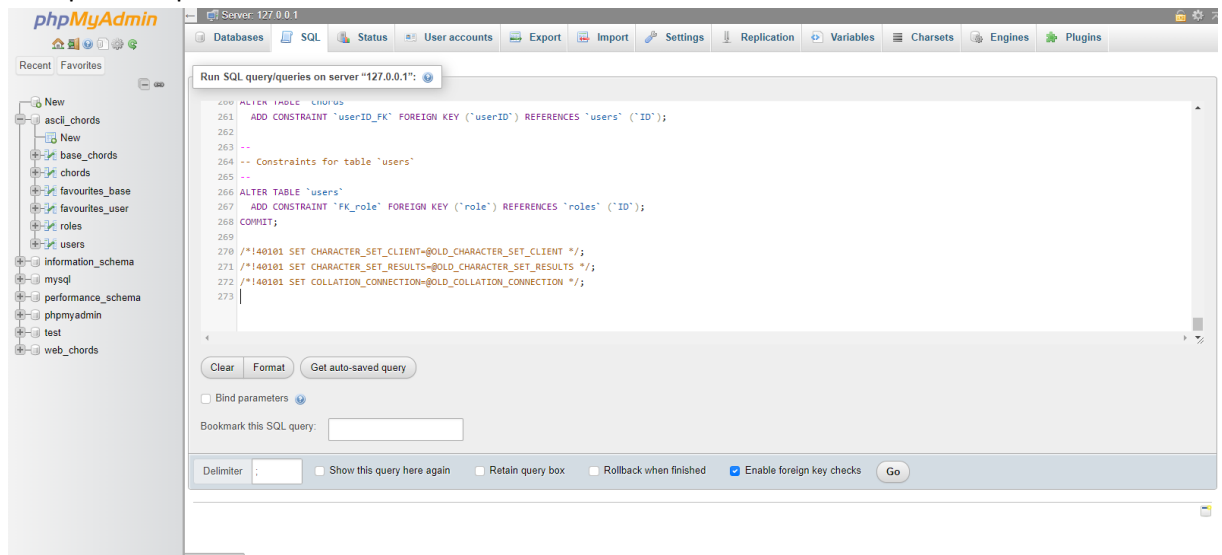 phpMyAdmin
Recent Favorites
New
ascii_chords
New
base_chords
chords
favourites_base
favourites_user
roles
users
information_schema
mysql
performance_schema
phpmyadmin
test
web_chords
Server: 127.0.0.1
Databases SQL Status User accounts Export Import Settings Replication Variables Charsets Engines Plugins
Run SQL query/queries on server “127.0.0.1”:
260 ALTER TABLE `chords`
261 ADD CONSTRAINT `userID_FK` FOREIGN KEY (`userID`) REFERENCES `users` (`ID`);
262
263 --
264 -- Constraints for table `users`
265 --
266 ALTER TABLE `users`
267 ADD CONSTRAINT `FK_role` FOREIGN KEY (`role`) REFERENCES `roles` (`ID`);
268 COMMIT;
269
270 /*!40101 SET CHARACTER_SET_CLIENT=@OLD_CHARACTER_SET_CLIENT */;
271 /*!40101 SET CHARACTER_SET_RESULTS=@OLD_CHARACTER_SET_RESULTS */;
272 /*!40101 SET COLLATION_CONNECTION=@OLD_COLLATION_CONNECTION */;
273
Clear Format Get auto-saved query
Bind parameters
Bookmark this SQL query:
Delimiter ; Show this query here again Retain query box Rollback when finished Enable foreign key checks Go